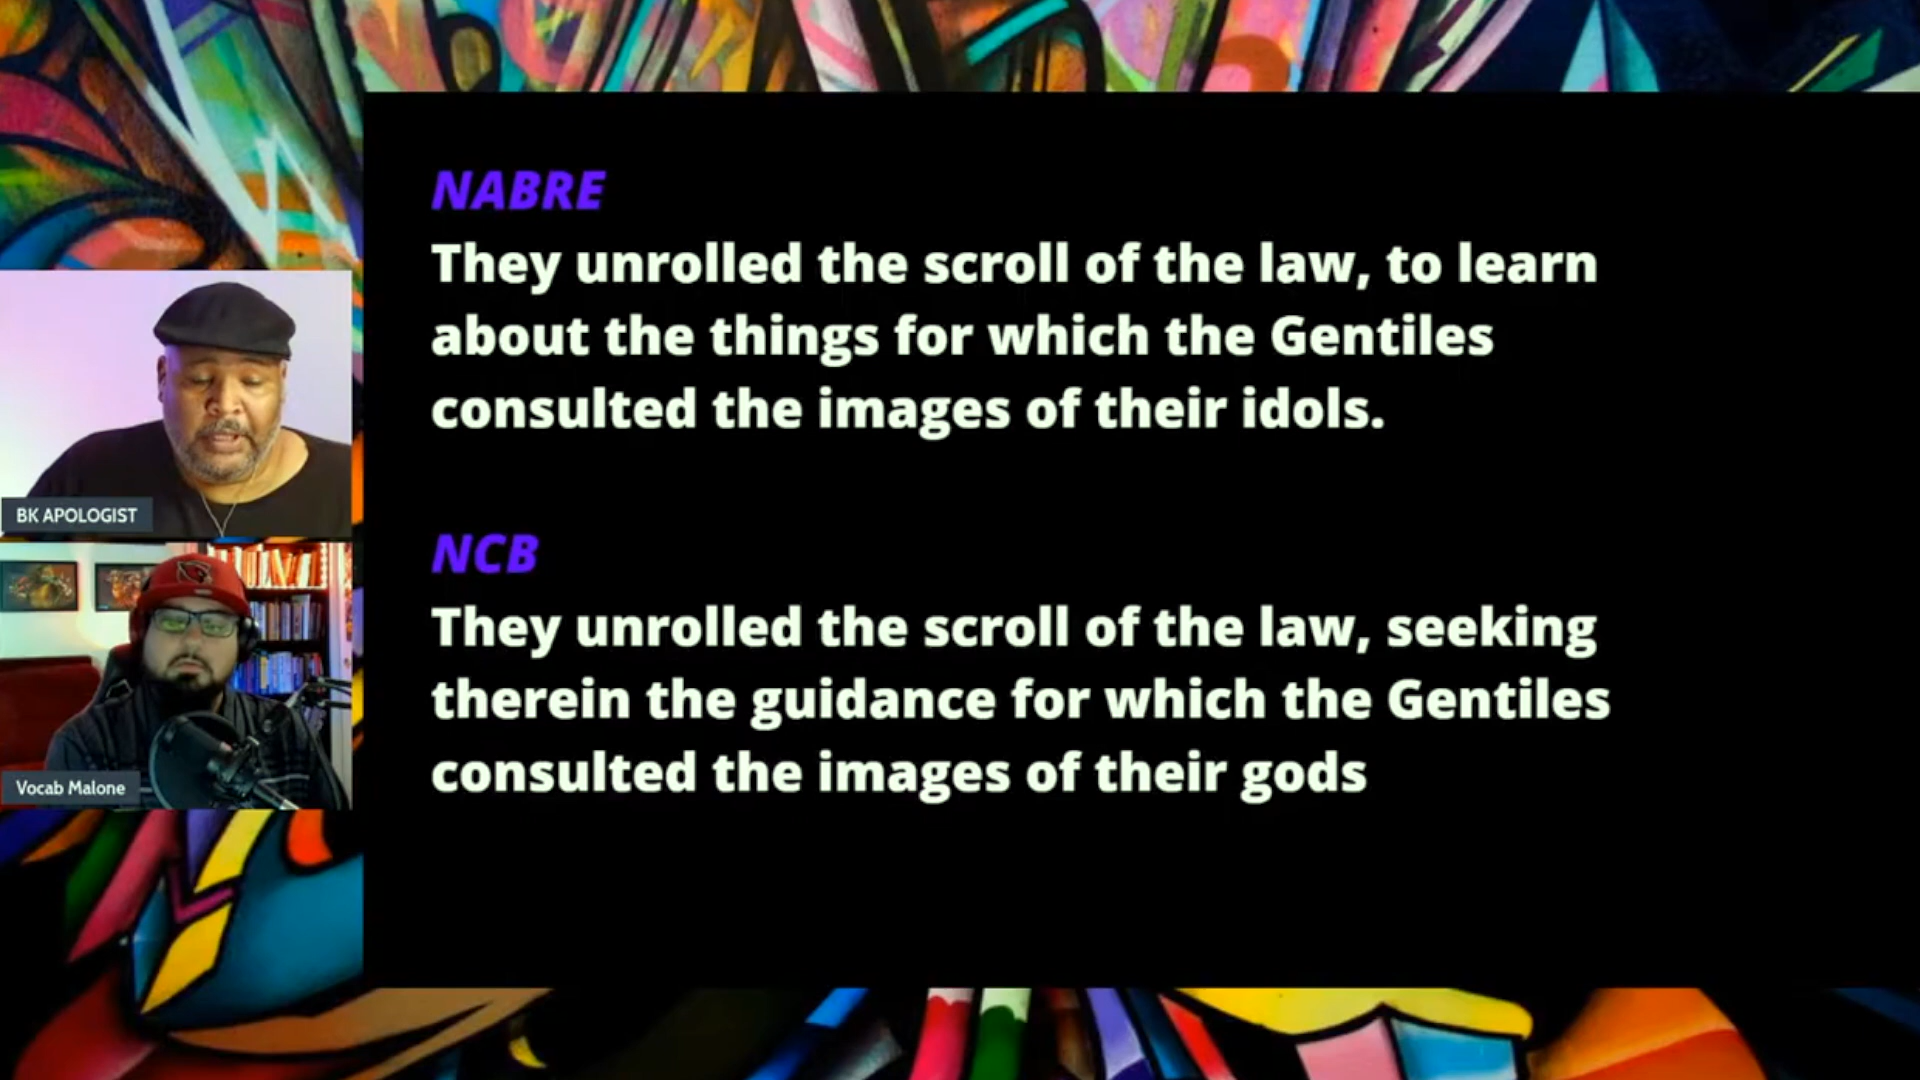 NABRE
They unrolled the scroll of the law, to learn
about the things for which the Gentiles
consulted the images of their idols.
NCB
They unrolled the scroll of the law, seeking
therein the guidance for which the Gentiles
consulted the images of their gods
BK APOLOGIST
Vocab Malone